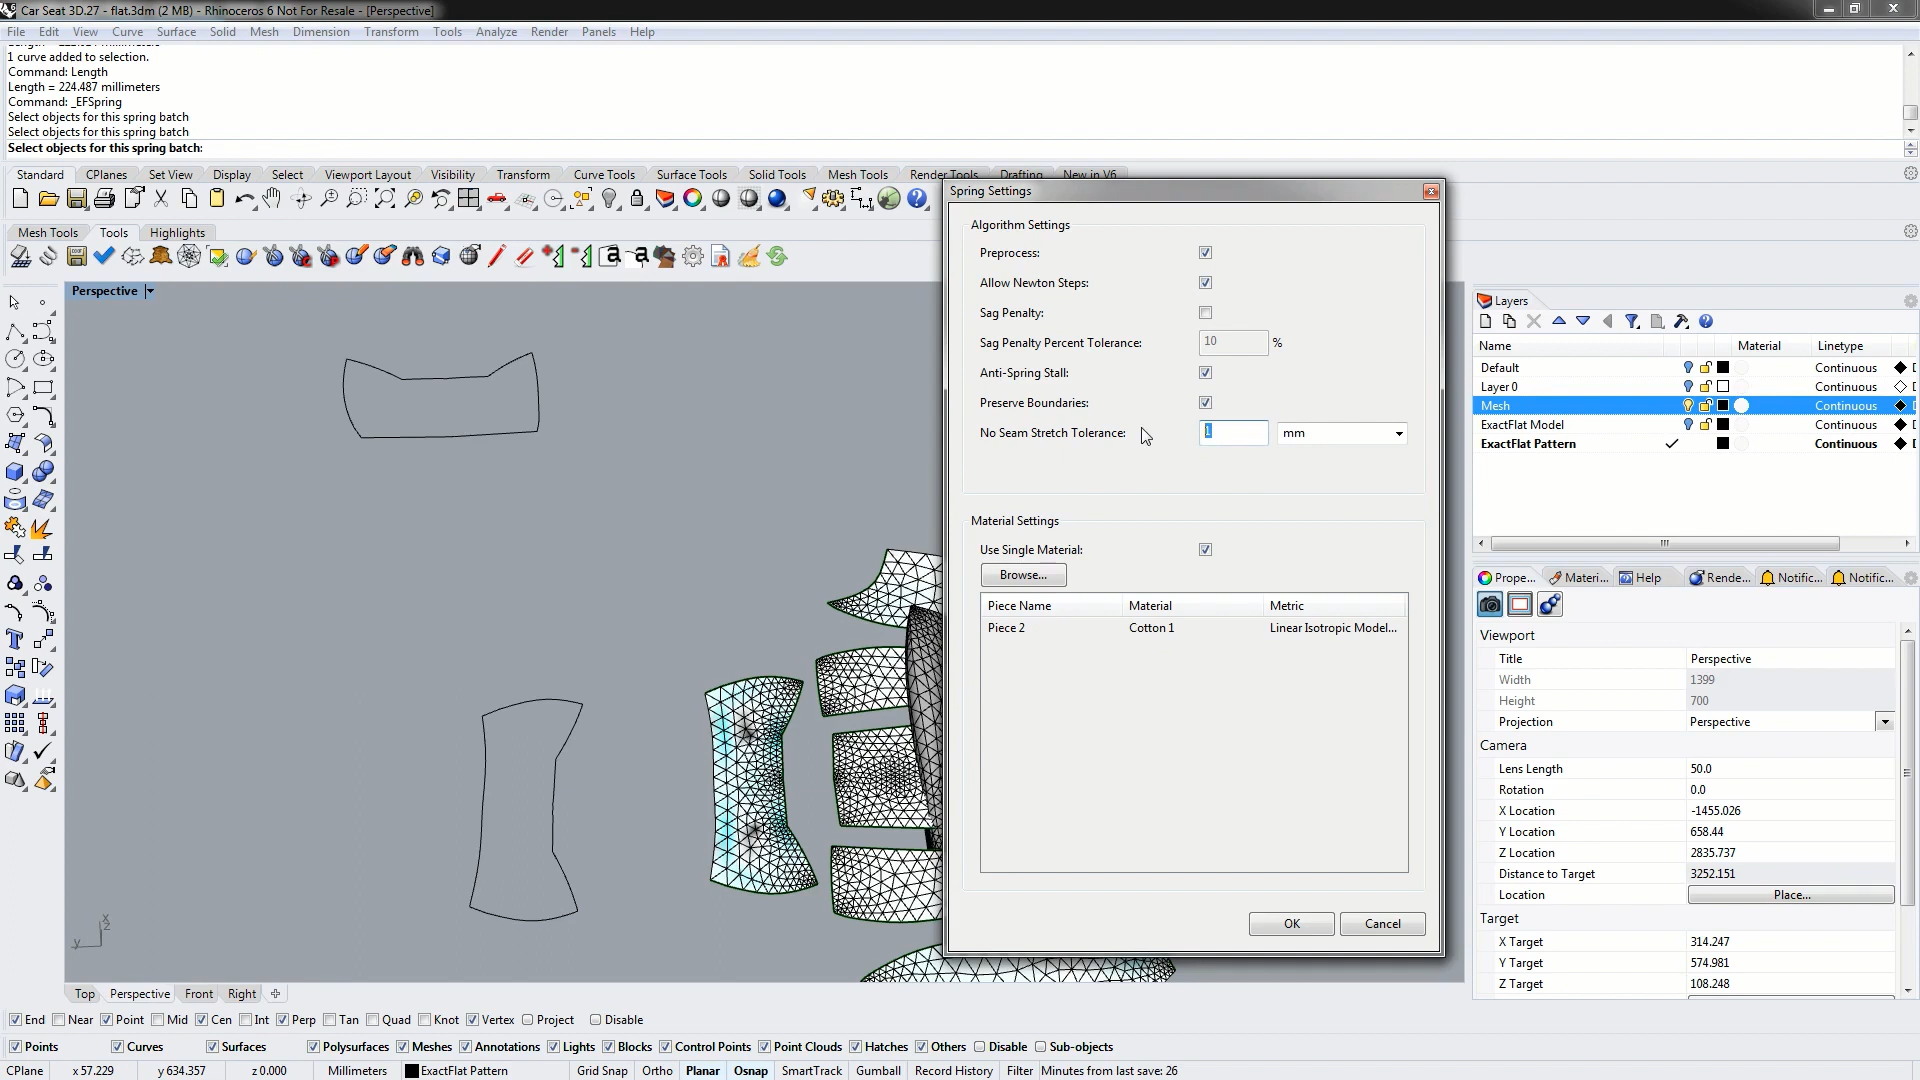 Car Seat 3D.27 - flat.3dm (2 MB) - Rhinoceros 6 Not For Resale - [Perspective]
File Edit View Curve Surface Solid Mesh Dimension Transform Tools Analyze Render Panels Help
1 curve added to selection.
Command: Length
Length = 224.487 millimeters
Command: _EFSpring
Select objects for this spring batch
Select objects for this spring batch
Select objects for this spring batch:
Standard CPlanes Set View Display Select Viewport Layout Visibility Transform Curve Tools Surface Tools Solid Tools Mesh Tools Render Tools Drafting New in V6
Mesh Tools Tools Highlights
Perspective
Spring Settings
Algorithm Settings
Preprocess:
Allow Newton Steps:
Sag Penalty:
Sag Penalty Percent Tolerance: 10 %
Anti-Spring Stall:
Preserve Boundaries:
No Seam Stretch Tolerance: 1 mm
Material Settings
Use Single Material:
Browse...
Piece Name Material Metric
Piece 2 Cotton 1 Linear Isotropic Model...
OK Cancel
Layers
Name Material Linetype
Default Continuous
Layer 0 Continuous
Mesh Continuous
ExactFlat Model Continuous
ExactFlat Pattern Continuous
Prope... Materi... Help Rende... Notific... Notific...
Viewport
Title Perspective
Width 1399
Height 700
Projection Perspective
Camera
Lens Length 50.0
Rotation 0.0
X Location -1455.026
Y Location 658.44
Z Location 2835.737
Distance to Target 3252.151
Location Place...
Target
X Target 314.247
Y Target 574.981
Z Target 108.248
x
z
y
Top Perspective Front Right
End Near Point Mid Cen Int Perp Tan Quad Knot Vertex Project Disable
Points Curves Surfaces Polysurfaces Meshes Annotations Lights Blocks Control Points Point Clouds Hatches Others Disable Sub-objects
CPlane x 57.229 y 634.357 z 0.000 Millimeters ExactFlat Pattern Grid Snap Ortho Planar Osnap SmartTrack Gumball Record History Filter Minutes from last save: 26